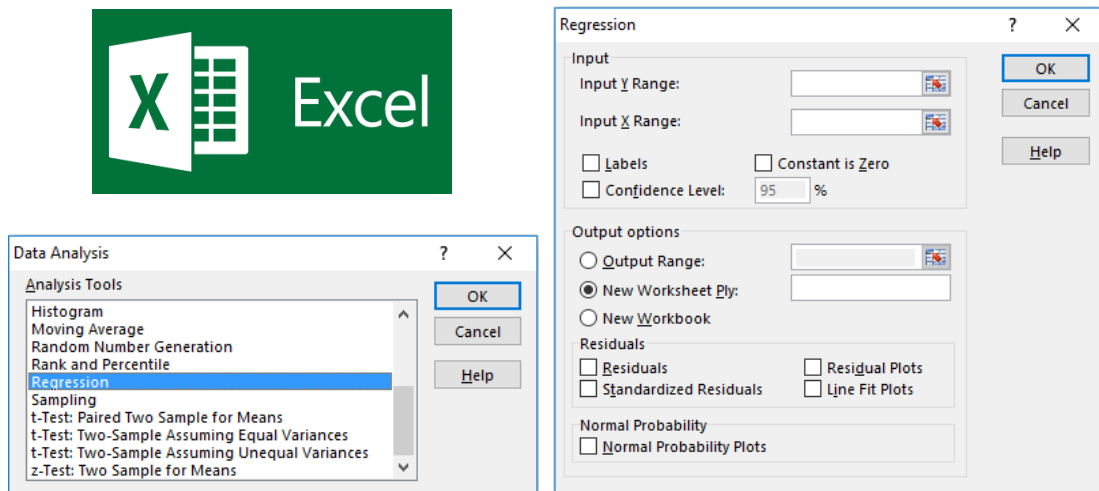 X
Excel
Data Analysis ?
Analysis Tools
Histogram
Moving Average
Random Number Generation
Rank and Percentile
Regression
Sampling
t-Test: Paired Two Sample for Means
t-Test: Two-Sample Assuming Equal Variances
t-Test: Two-Sample Assuming Unequal Variances
z-Test: Two Sample for Means
OK
Cancel
Help
Regression ?
Input
Input Y Range:
Input X Range:
Labels Constant is Zero
Confidence Level: 95 %
OK
Cancel
Help
Output options
Output Range:
New Worksheet Ply:
New Workbook
Residuals
Residuals Residual Plots
Standardized Residuals Line Fit Plots
Normal Probability
Normal Probability Plots